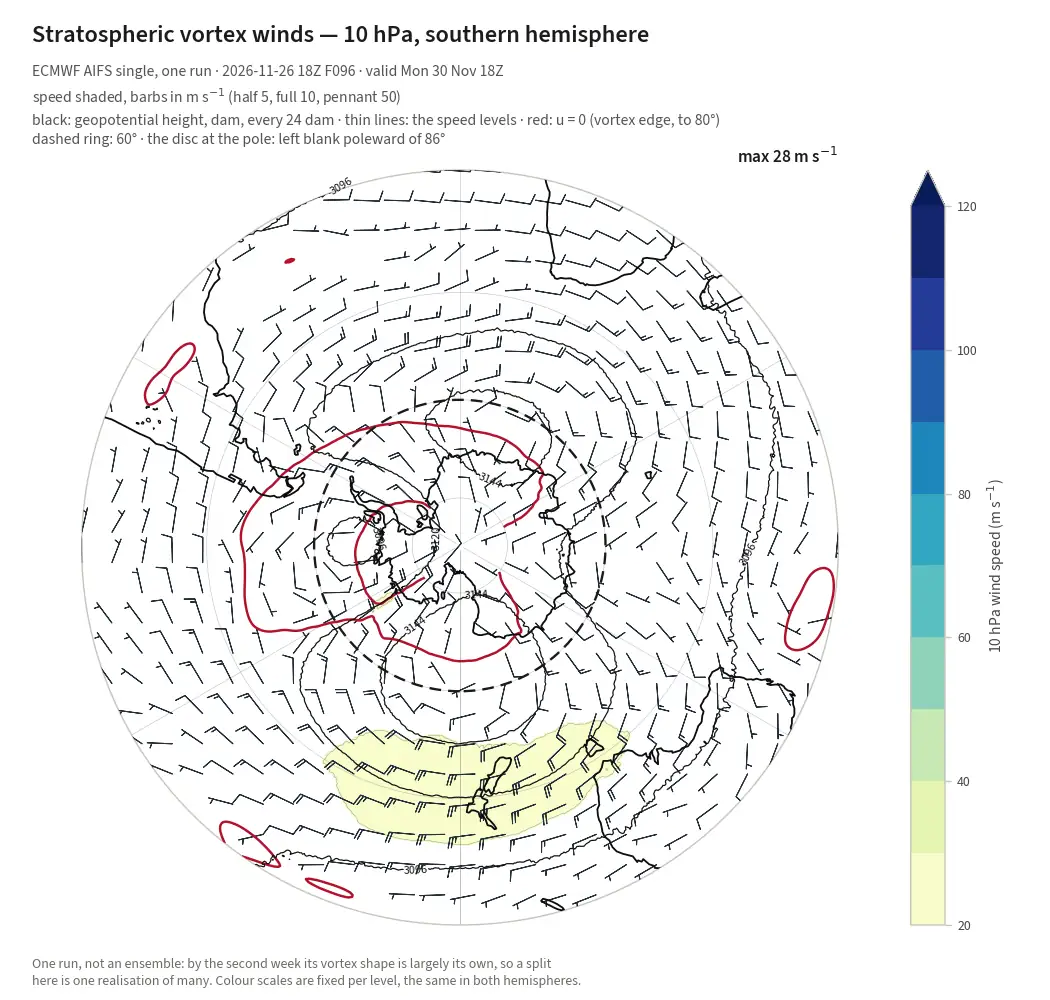 Stratospheric vortex winds — 10 hPa, southern hemisphere
ECMWF AIFS single, one run · 2026-11-26 18Z F096 · valid Mon 30 Nov 18Z
speed shaded, barbs in m s⁻¹ (half 5, full 10, pennant 50)
black: geopotential height, dam, every 24 dam · thin lines: the speed levels · red: u = 0 (vortex edge, to 80°)
dashed ring: 60° · the disc at the pole: left blank poleward of 86°
max 28 m s⁻¹
3096
3144
3120
3096
3144
3144
3096
120
100
80
60
40
20
10 hPa wind speed (m s⁻¹)
One run, not an ensemble: by the second week its vortex shape is largely its own, so a split
here is one realisation of many. Colour scales are fixed per level, the same in both hemispheres.